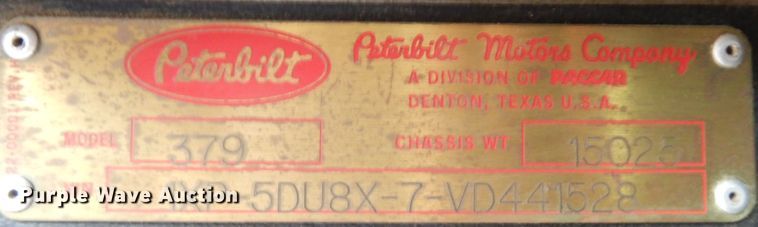 Peterbilt
Peterbilt Motors Company
A DIVISION OF PACCAR
DENTON, TEXAS U.S.A.
MODEL 379 CHASSIS WT 15025
1XP-5DU8X-7-VD441528
Purple Wave Auction